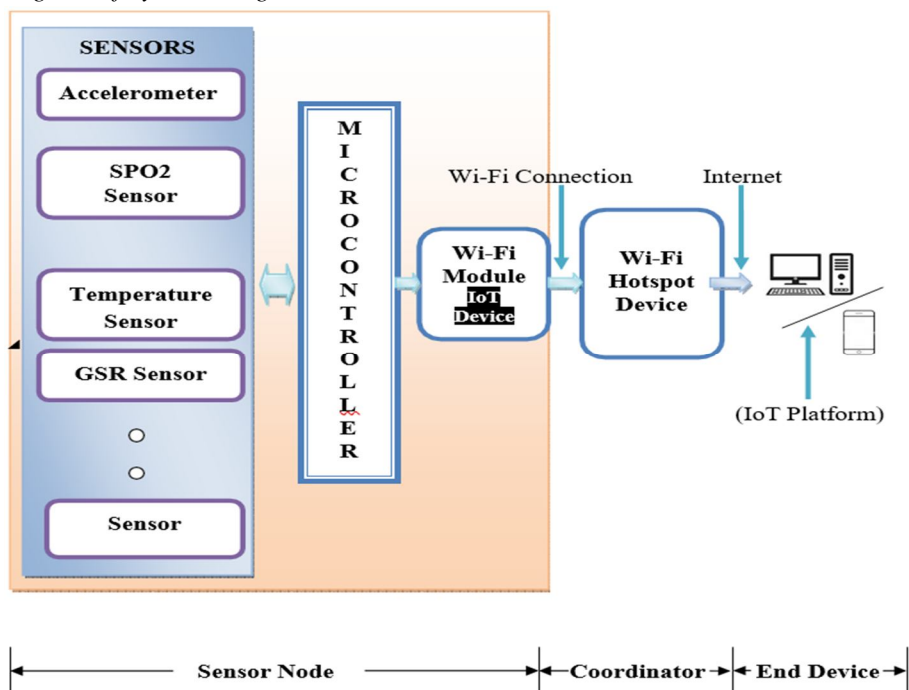 SENSORS
Accelerometer
SPO2
Sensor
Temperature
Sensor
GSR Sensor
Sensor
MICROCONTROLLER
Wi-Fi
Module
IoT
Device
Wi-Fi Connection
Wi-Fi
Hotspot
Device
Internet
(IoT Platform)
Sensor Node
Coordinator
End Device